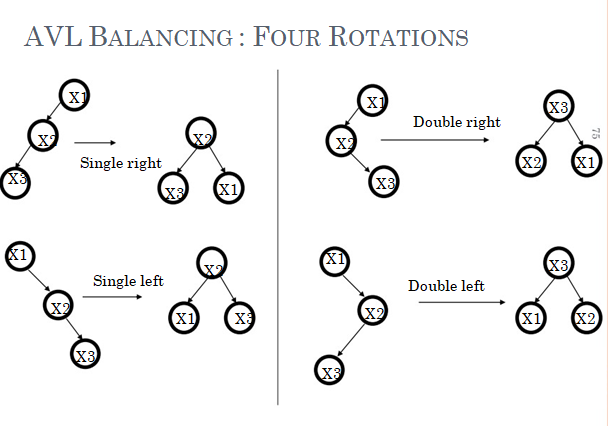 AVL BALANCING : FOUR ROTATIONS
X1
X2
X3
Single right
X2
X3
X1
X1
X2
X3
Double right
X3
X2
X1
75
X1
X2
X3
Single left
X2
X1
X3
X1
X2
X3
Double left
X3
X1
X2